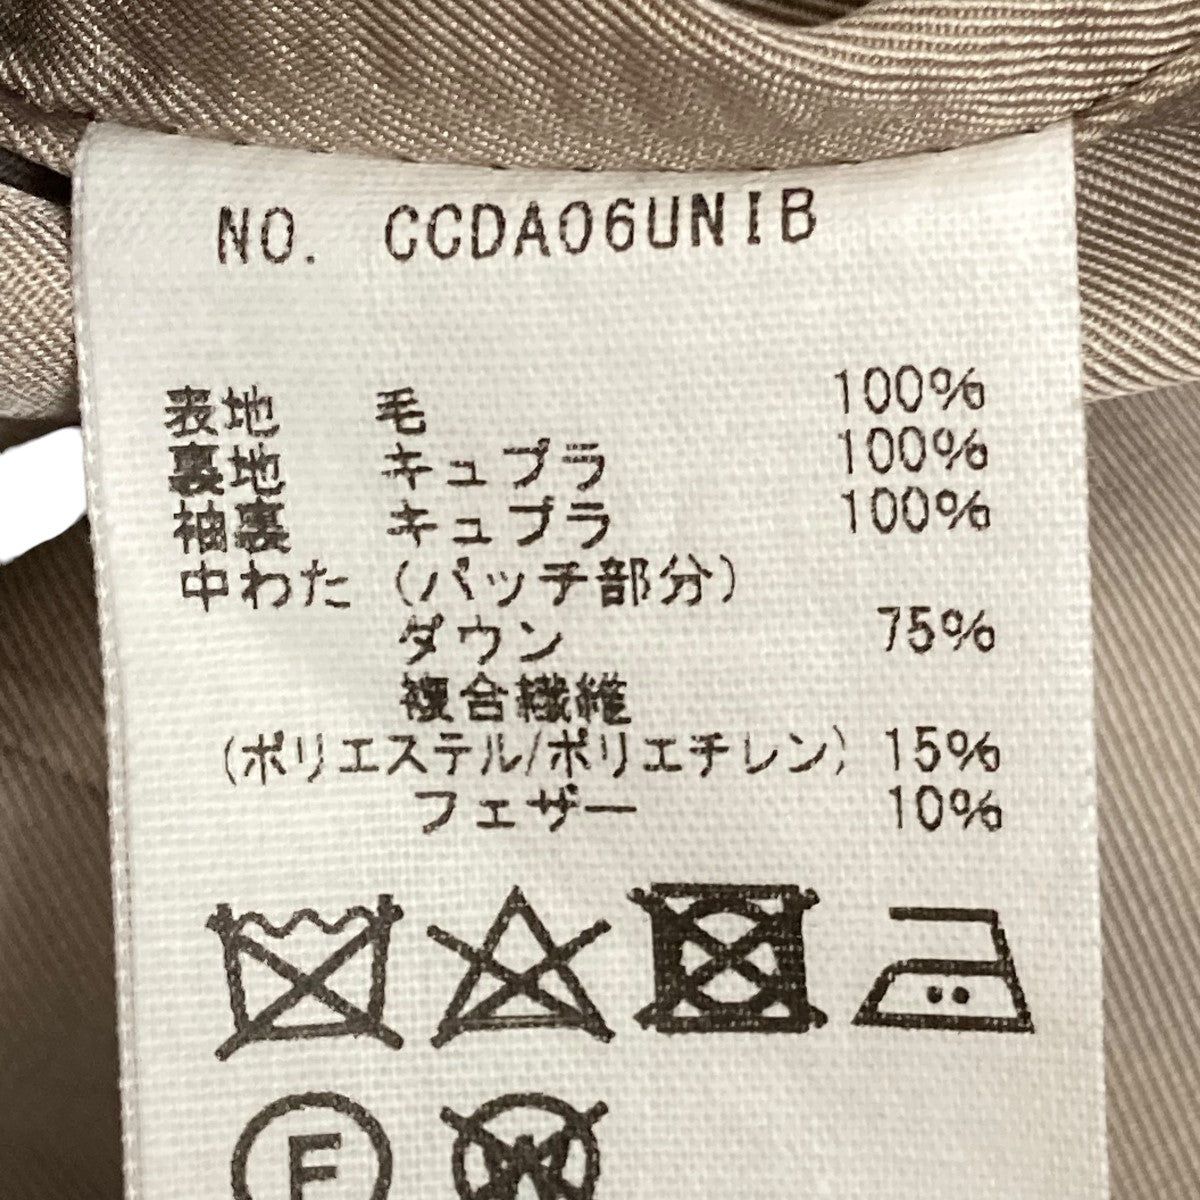 NO. CCDA06UNIB
表地 毛 100%
裏地 キュプラ 100%
袖裏 キュプラ 100%
中わた (パッチ部分)
ダウン 75%
複合繊維
(ポリエステル/ポリエチレン) 15%
フェザー 10%
F W